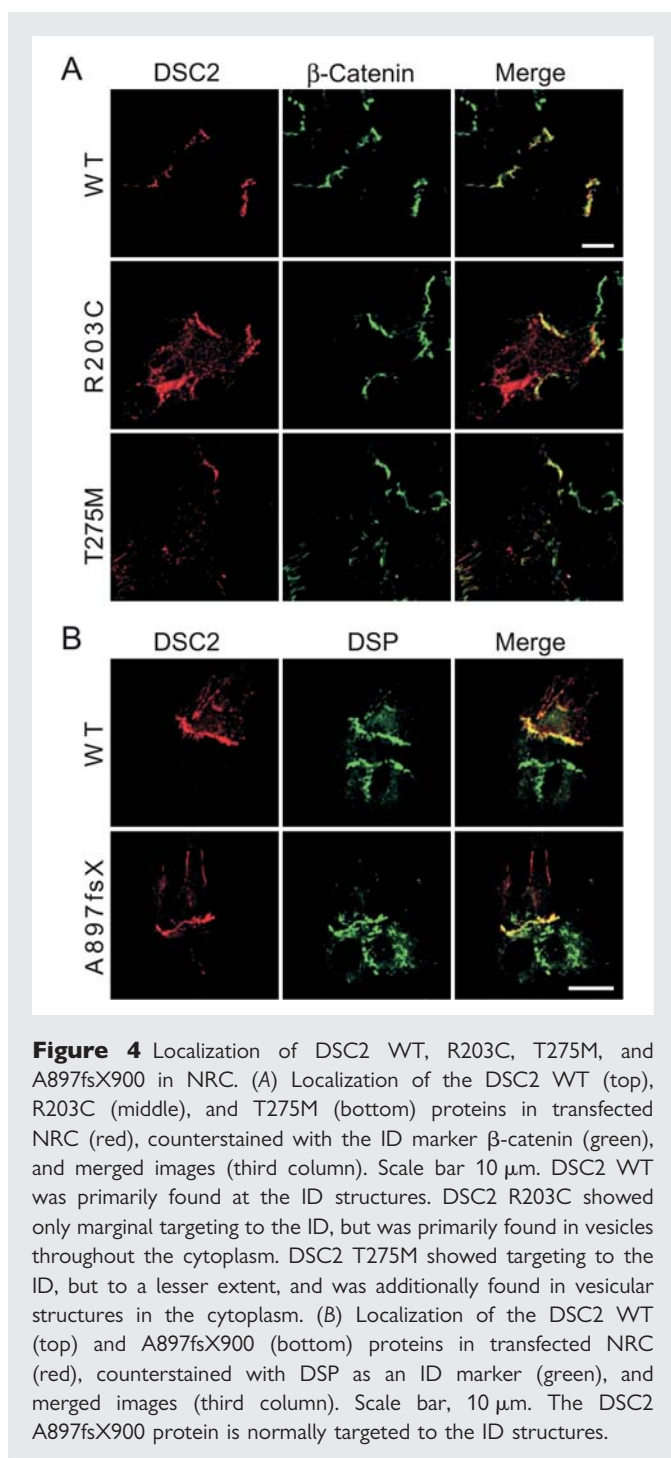 A
DSC2 β-Catenin Merge
WT
R203C
T275M
B
DSC2 DSP Merge
WT
A897fsX
Figure 4 Localization of DSC2 WT, R203C, T275M, and
A897fsX900 in NRC. (A) Localization of the DSC2 WT (top),
R203C (middle), and T275M (bottom) proteins in transfected
NRC (red), counterstained with the ID marker β-catenin (green),
and merged images (third column). Scale bar 10 μm. DSC2 WT
was primarily found at the ID structures. DSC2 R203C showed
only marginal targeting to the ID, but was primarily found in vesicles
throughout the cytoplasm. DSC2 T275M showed targeting to the
ID, but to a lesser extent, and was additionally found in vesicular
structures in the cytoplasm. (B) Localization of the DSC2 WT
(top) and A897fsX900 (bottom) proteins in transfected NRC
(red), counterstained with DSP as an ID marker (green), and
merged images (third column). Scale bar, 10 μm. The DSC2
A897fsX900 protein is normally targeted to the ID structures.